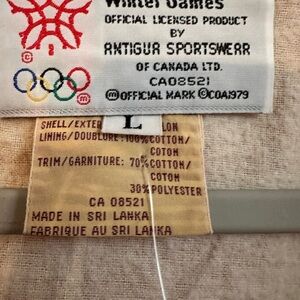 Winter Games
OFFICIAL LICENSED PRODUCT
BY
ANTIGUA SPORTSWEAR
OF CANADA LTD.
CA08521
M OFFICIAL MARK ©COA1979
L
SHELL/EXTER
LINING/DOUBLURE:100% COTTON/
COTON
TRIM/GARNITURE: 70% COTTON/
COTON
30% POLYESTER
CA 08521
MADE IN SRI LANKA
FABRIQUE AU SRI LANKA